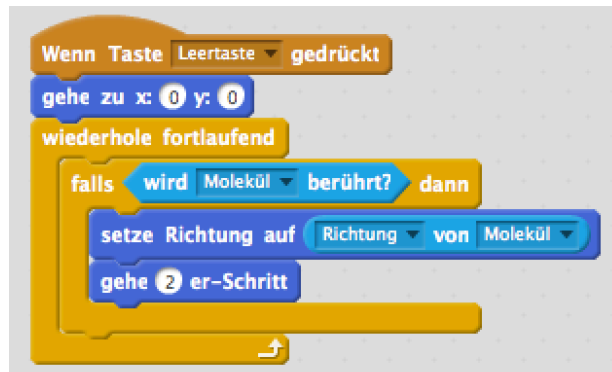 Wenn Taste Leertaste gedrückt
gehe zu x: 0 y: 0
wiederhole fortlaufend
falls wird Molekül berührt? dann
setze Richtung auf Richtung von Molekül
gehe 2 er-Schritt